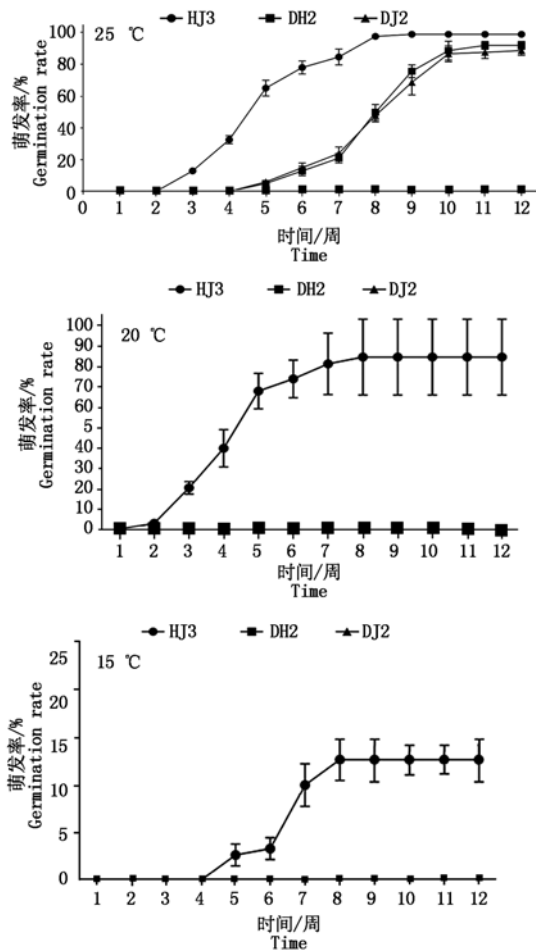 HJ3 DH2 DJ2
25 ℃
萌发率/%
Germination rate
100
80
60
40
20
0
0 1 2 3 4 5 6 7 8 9 10 11 12
时间/周
Time
HJ3 DH2 DJ2
20 ℃
萌发率/%
Germination rate
100
90
80
70
60
5
40
30
20
10
0
1 2 3 4 5 6 7 8 9 10 11 12
时间/周
Time
HJ3 DH2 DJ2
15 ℃
萌发率/%
Germination rate
25
20
15
10
5
0
1 2 3 4 5 6 7 8 9 10 11 12
时间/周
Time